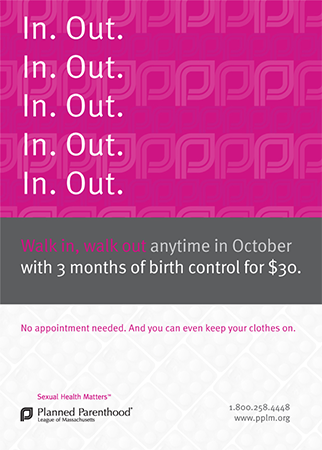 In. Out.
In. Out.
In. Out.
In. Out.
In. Out.
Walk in, walk out anytime in October
with 3 months of birth control for $30.
No appointment needed. And you can even keep your clothes on.
Sexual Health Matters™
Planned Parenthood®
League of Massachusetts
1.800.258.4448
www.pplm.org